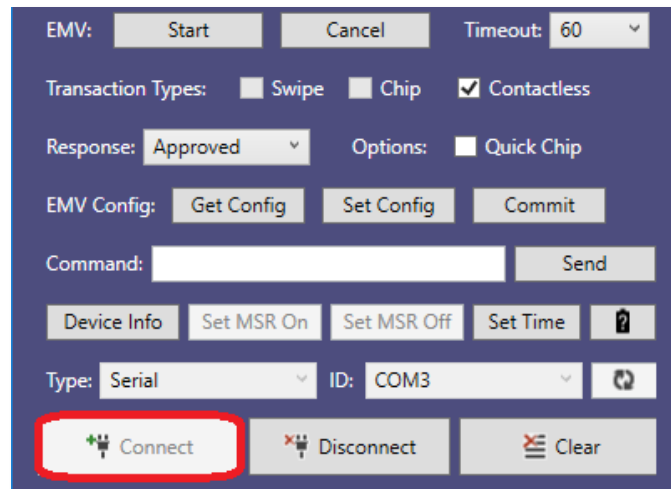 EMV: Start Cancel Timeout: 60
Transaction Types: Swipe Chip Contactless
Response: Approved Options: Quick Chip
EMV Config: Get Config Set Config Commit
Command: Send
Device Info Set MSR On Set MSR Off Set Time ?
Type: Serial ID: COM3
Connect Disconnect Clear